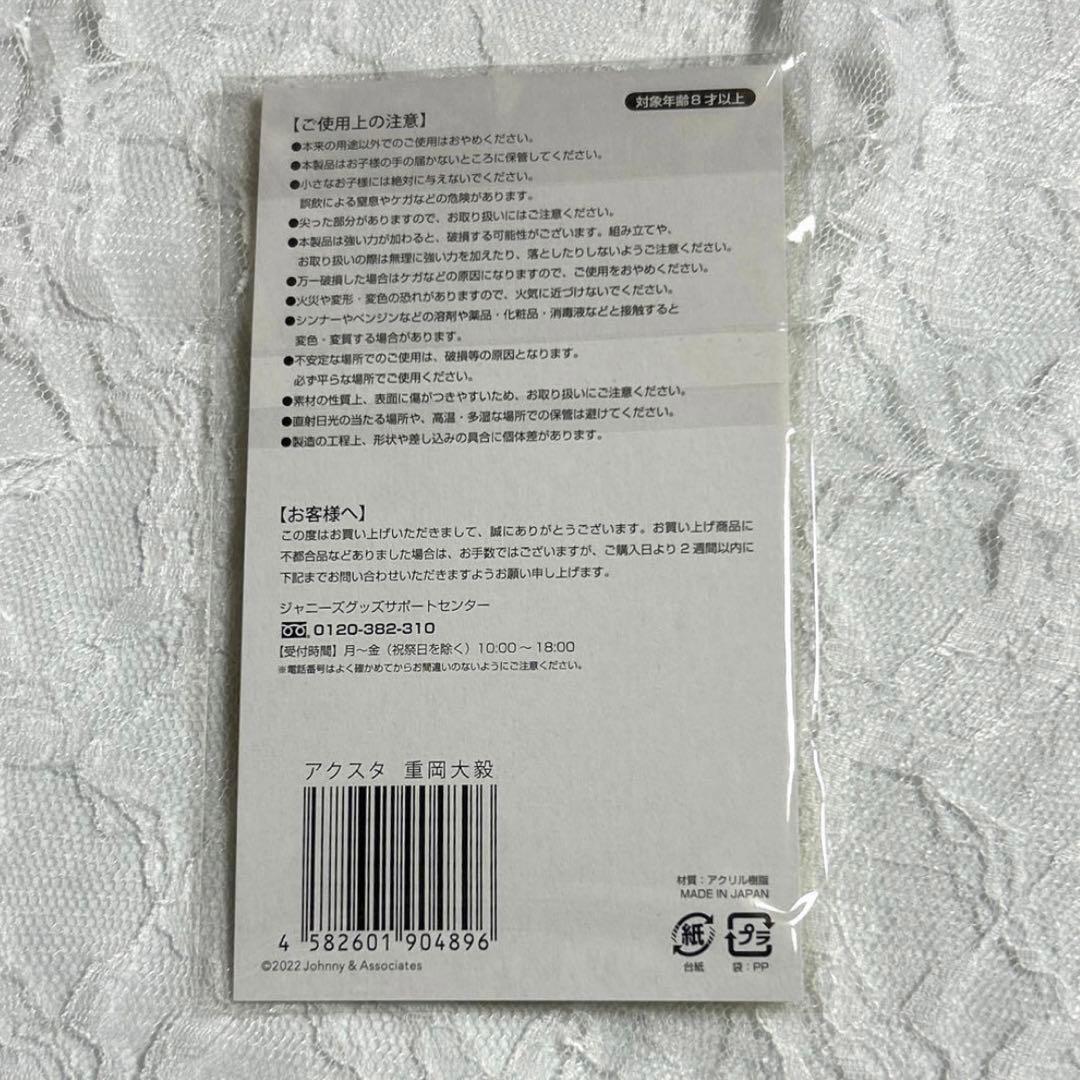 対象年齢8才以上
【ご使用上の注意】
●本来の用途以外でのご使用はおやめください。
●本製品はお子様の手の届かないところに保管してください。
●小さなお子様には絶対に与えないでください。
誤飲による窒息やケガなどの危険があります。
●尖った部分がありますので、お取り扱いにはご注意ください。
●本製品は強い力が加わると、破損する可能性がございます。組み立てや、
お取り扱いの際は無理に強い力を加えたり、落としたりしないようご注意ください。
●万一破損した場合はケガなどの原因になりますので、ご使用をおやめください。
●火災や変形・変色の恐れがありますので、火気に近づけないでください。
●シンナーやベンジンなどの溶剤や薬品・化粧品・消毒液などと接触すると
変色・変質する場合があります。
●不安定な場所でのご使用は、破損等の原因となります。
必ず平らな場所でご使用ください。
●素材の性質上、表面に傷がつきやすいため、お取り扱いにご注意ください。
●直射日光の当たる場所や、高温・多湿な場所での保管は避けてください。
●製造の工程上、形状や差し込みの具合に個体差があります。
【お客様へ】
この度はお買い上げいただきまして、誠にありがとうございます。お買い上げ商品に
不都合品などありました場合は、お手数ではございますが、ご購入日より2週間以内に
下記までお問い合わせいただきますようお願い申し上げます。
ジャニーズグッズサポートセンター
0120-382-310
【受付時間】月〜金（祝祭日を除く）10:00〜18:00
※電話番号はよく確かめてからお間違いのないようにご注意ください。
アクスタ 重岡大毅
4 582601 904896
©2022 Johnny & Associates
材質：アクリル樹脂
MADE IN JAPAN
紙 プラ
台紙 袋：PP